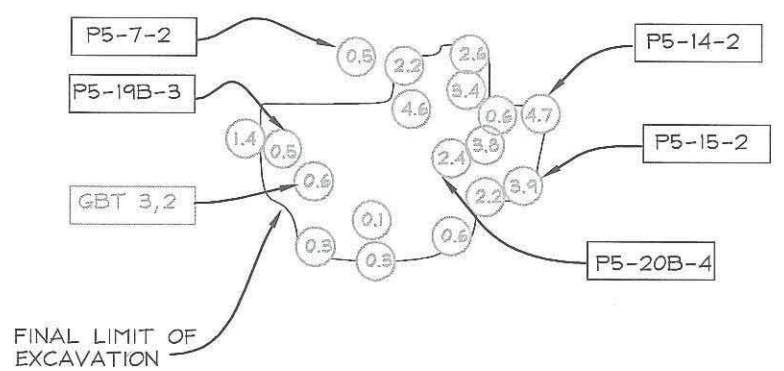 P5-7-2
0.5
2.2
2.6
P5-14-2
P5-19B-3
3.4
4.6
0.6
4.7
1.4
0.5
3.8
2.4
P5-15-2
GBT 3,2
0.6
2.2
3.9
0.1
0.3
0.3
0.6
P5-20B-4
FINAL LIMIT OF
EXCAVATION